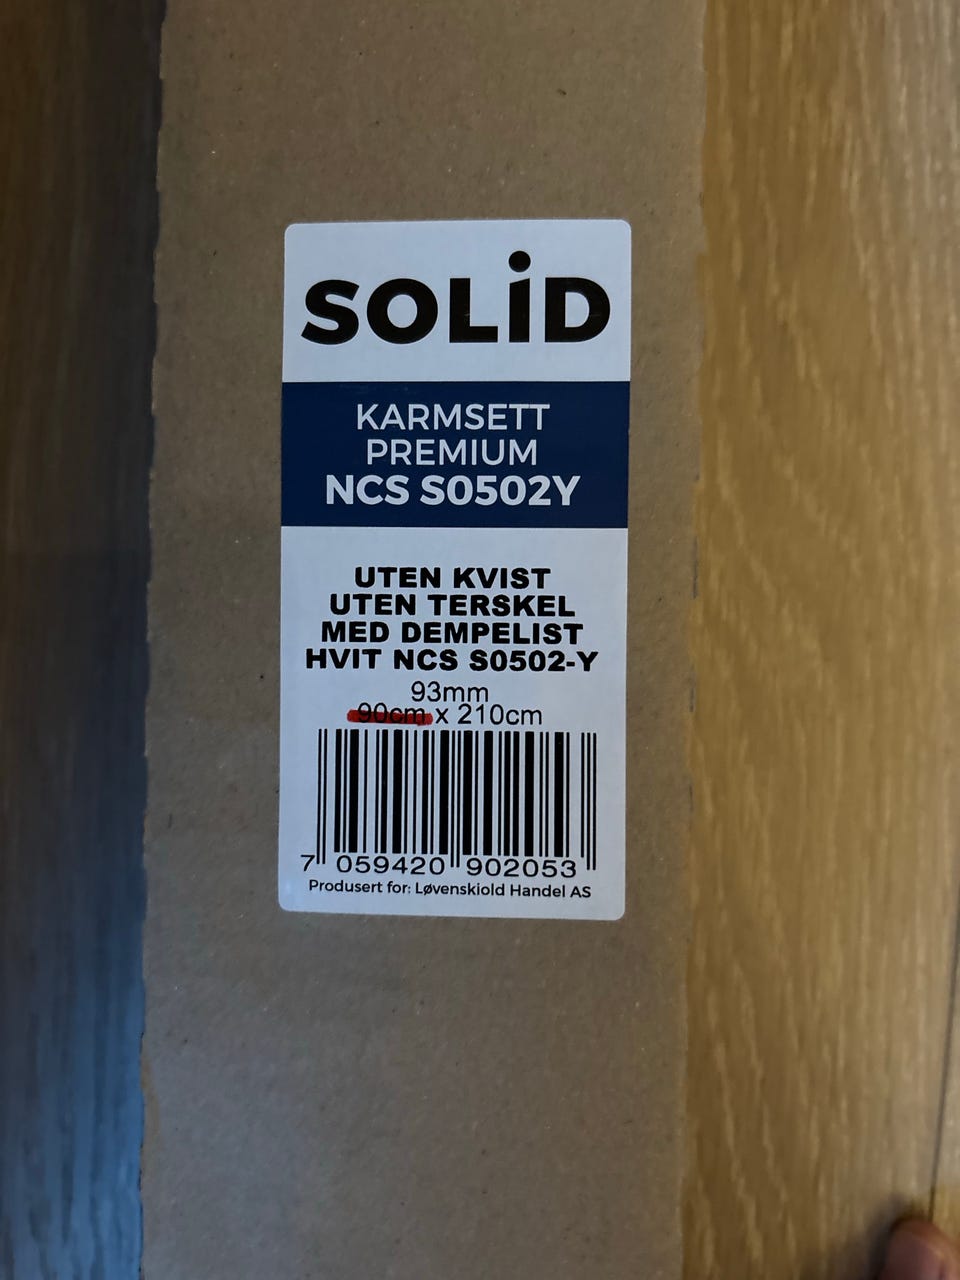 SOLID
KARMSETT
PREMIUM
NCS S0502Y
UTEN KVIST
UTEN TERSKEL
MED DEMPELIST
HVIT NCS S0502-Y
93mm
90cm x 210cm
7 059420 902053
Produsert for: Løvenskiold Handel AS